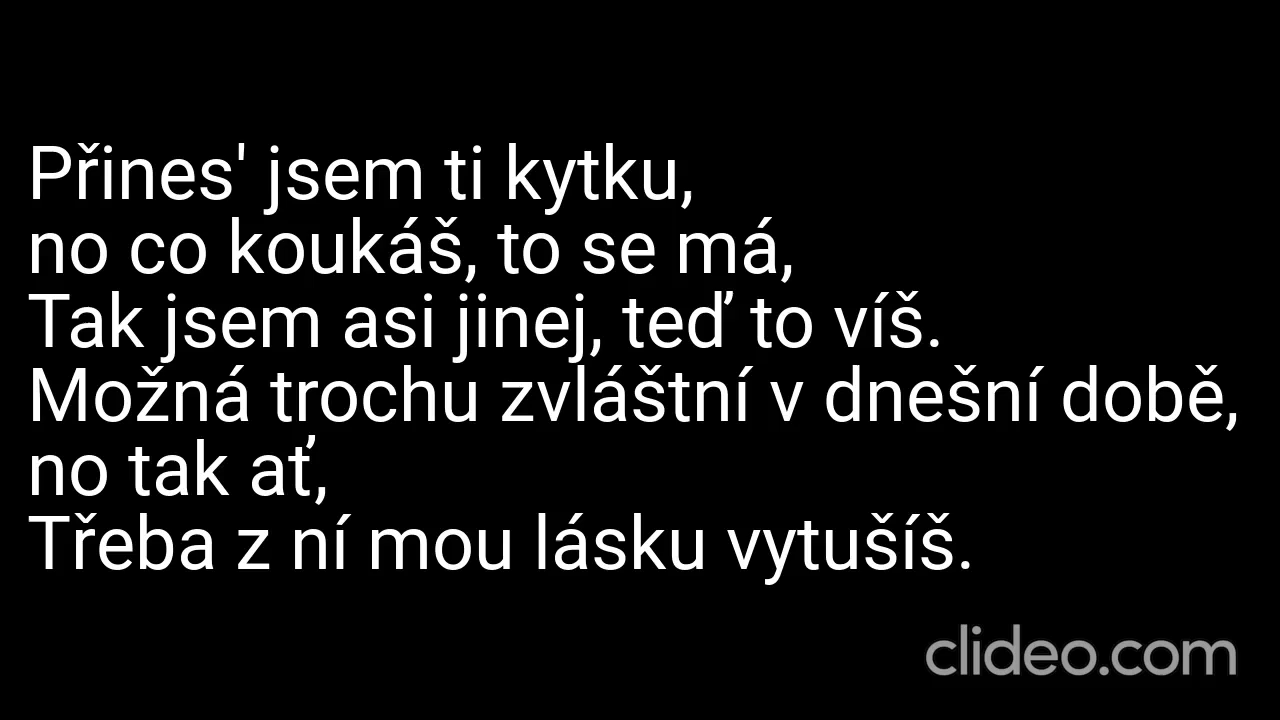 Přines' jsem ti kytku,
no co koukáš, to se má,
Tak jsem asi jinej, teď to víš.
Možná trochu zvláštní v dnešní době,
no tak ať,
Třeba z ní mou lásku vytušíš.
clideo.com